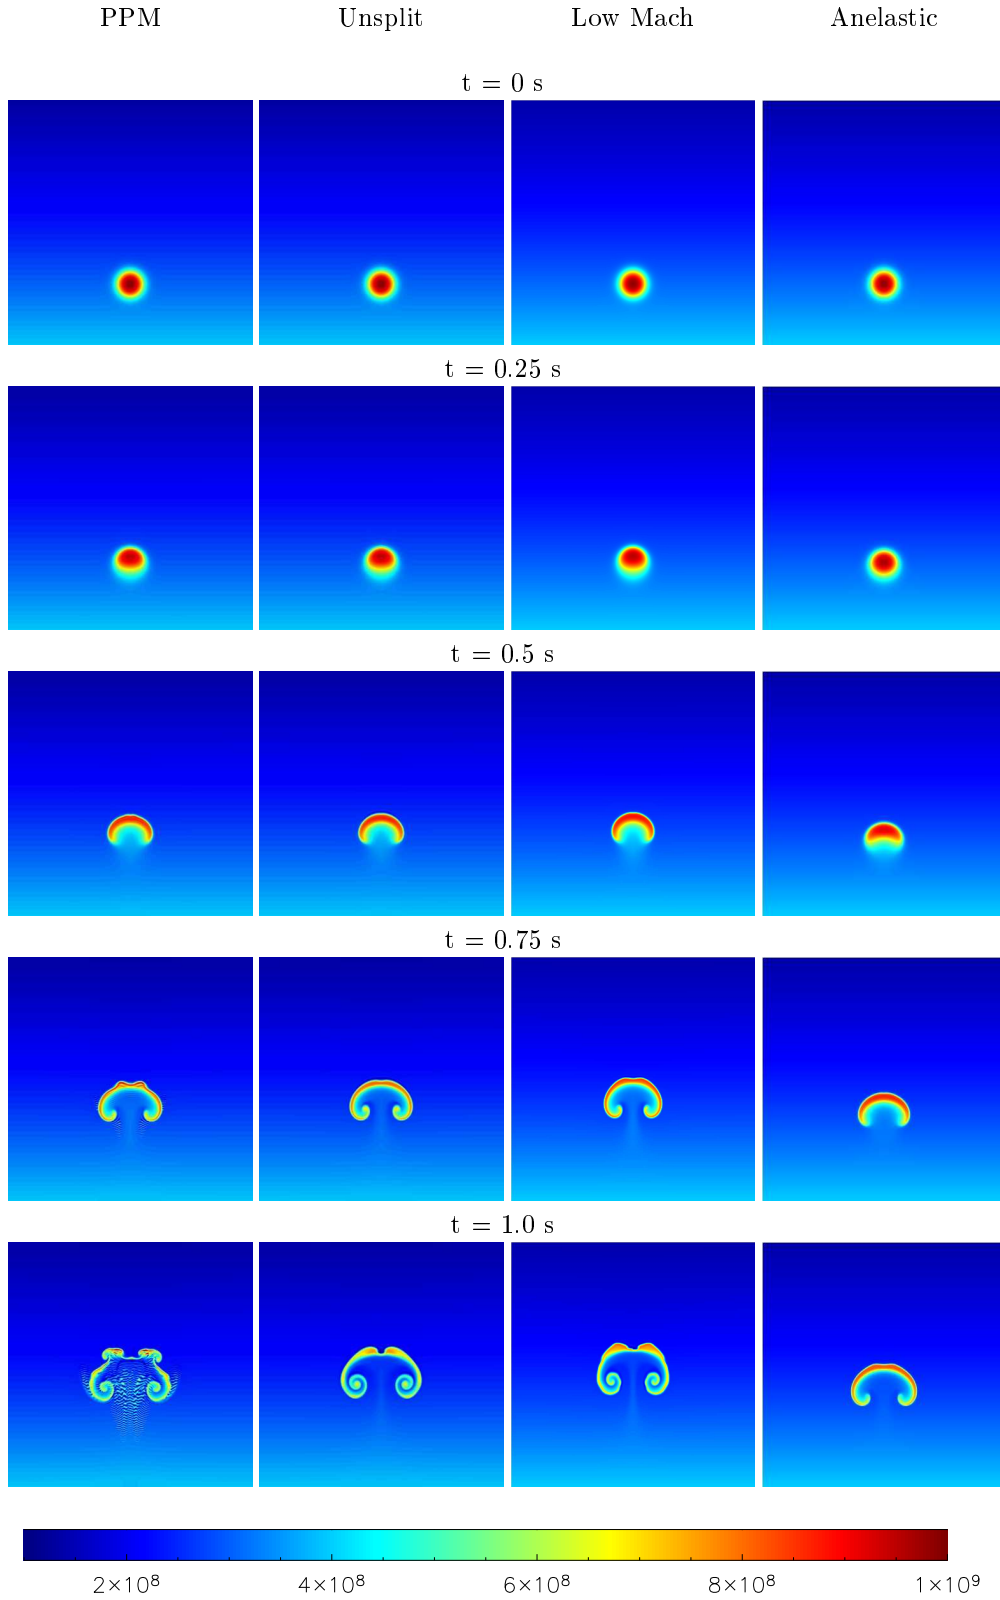 PPM Unsplit Low Mach Anelastic
t = 0 s
t = 0.25 s
t = 0.5 s
t = 0.75 s
t = 1.0 s
2×10⁸ 4×10⁸ 6×10⁸ 8×10⁸ 1×10⁹